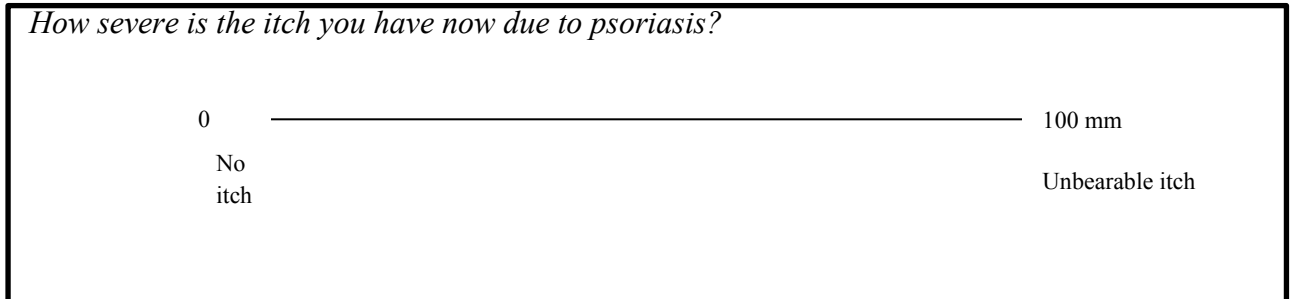 How severe is the itch you have now due to psoriasis?
0 100 mm
No
itch
Unbearable itch